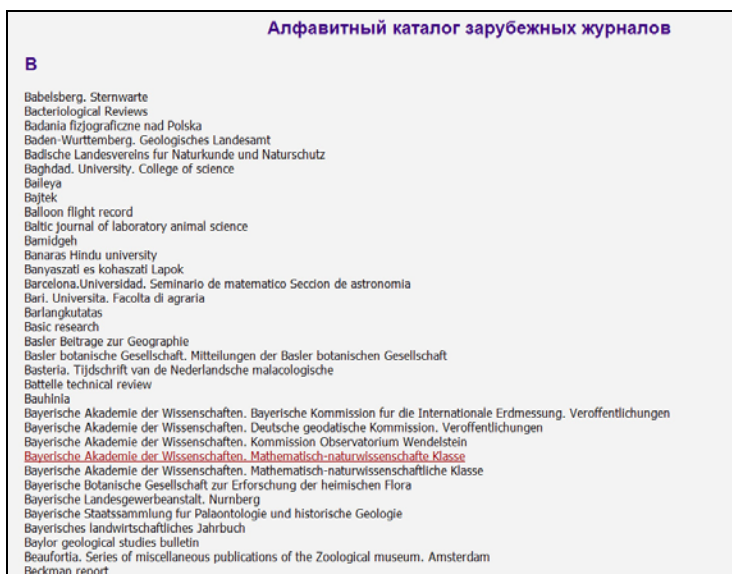 Алфавитный каталог зарубежных журналов
B
Babelsberg. Sternwarte
Bacteriological Reviews
Badania fizjograficzne nad Polska
Baden-Wurttemberg. Geologisches Landesamt
Badische Landesvereins fur Naturkunde und Naturschutz
Baghdad. University. College of science
Baileya
Bajtek
Balloon flight record
Baltic journal of laboratory animal science
Bamidgeh
Banaras Hindu university
Banyaszati es kohaszati Lapok
Barcelona.Universidad. Seminario de matematico Seccion de astronomia
Bari. Universita. Facolta di agraria
Barlangkutatas
Basic research
Basler Beitrage zur Geographie
Basler botanische Gesellschaft. Mitteilungen der Basler botanischen Gesellschaft
Basteria. Tijdschrift van de Nederlandsche malacologische
Battelle technical review
Bauhinia
Bayerische Akademie der Wissenschaften. Bayerische Kommission fur die Internationale Erdmessung. Veroffentlichungen
Bayerische Akademie der Wissenschaften. Deutsche geodatische Kommission. Veroffentlichungen
Bayerische Akademie der Wissenschaften. Kommission Observatorium Wendelstein
Bayerische Akademie der Wissenschaften. Mathematisch-naturwissenschafte Klasse
Bayerische Akademie der Wissenschaften. Mathematisch-naturwissenschaftliche Klasse
Bayerische Botanische Gesellschaft zur Erforschung der heimischen Flora
Bayerische Landesgewerbeanstalt. Nurnberg
Bayerische Staatssammlung fur Palaontologie und historische Geologie
Bayerisches landwirtschaftliches Jahrbuch
Baylor geological studies bulletin
Beaufortia. Series of miscellaneous publications of the Zoological museum. Amsterdam
Beckman report